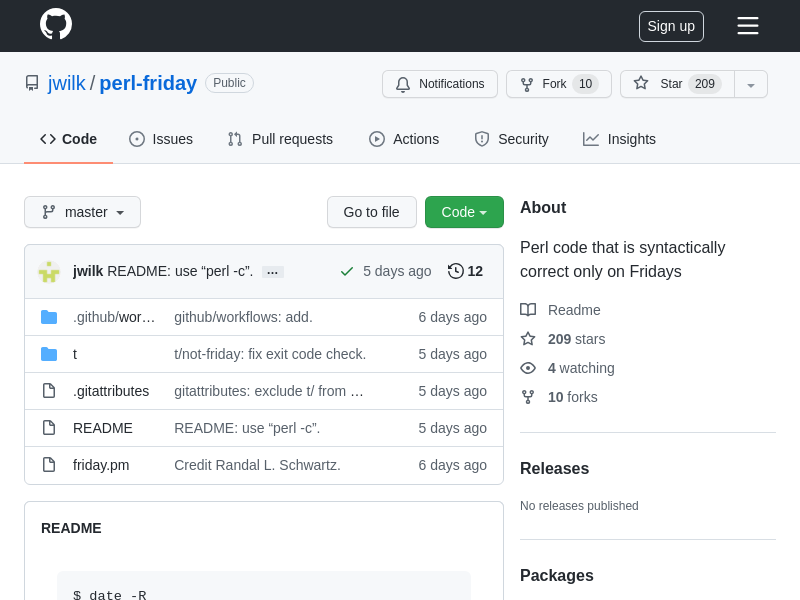 Sign up
jwilk / perl-friday Public
Notifications Fork 10 Star 209
Code Issues Pull requests Actions Security Insights
master Go to file Code
jwilk README: use “perl -c”. … 5 days ago 12
.github/wor… github/workflows: add. 6 days ago
t t/not-friday: fix exit code check. 5 days ago
.gitattributes gitattributes: exclude t/ from … 5 days ago
README README: use “perl -c”. 5 days ago
friday.pm Credit Randal L. Schwartz. 6 days ago
README
$ date -R
About
Perl code that is syntactically
correct only on Fridays
Readme
209 stars
4 watching
10 forks
Releases
No releases published
Packages